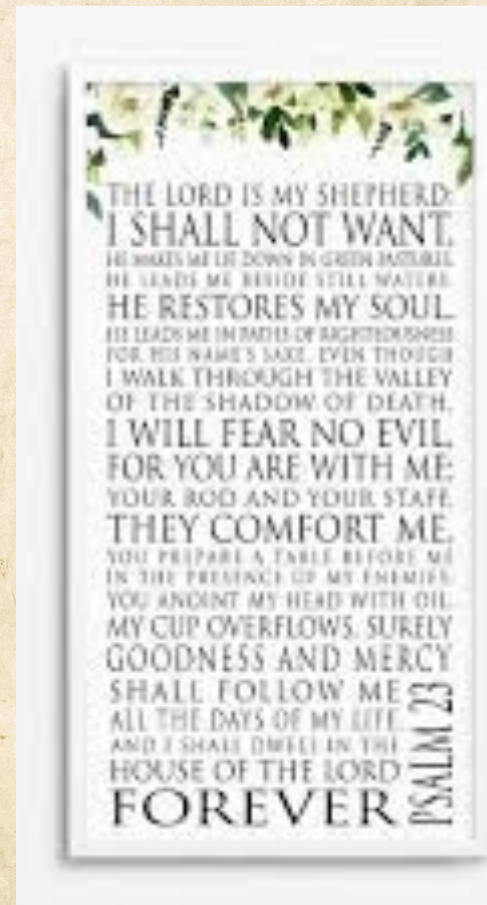 THE LORD IS MY SHEPHERD;
I SHALL NOT WANT.
HE MAKES ME LIE DOWN IN GREEN PASTURES.
HE LEADS ME BESIDE STILL WATERS.
HE RESTORES MY SOUL.
HE LEADS ME IN PATHS OF RIGHTEOUSNESS
FOR HIS NAME'S SAKE. EVEN THOUGH
I WALK THROUGH THE VALLEY
OF THE SHADOW OF DEATH,
I WILL FEAR NO EVIL,
FOR YOU ARE WITH ME;
YOUR ROD AND YOUR STAFF,
THEY COMFORT ME.
YOU PREPARE A TABLE BEFORE ME
IN THE PRESENCE OF MY ENEMIES;
YOU ANOINT MY HEAD WITH OIL.
MY CUP OVERFLOWS. SURELY
GOODNESS AND MERCY
SHALL FOLLOW ME
ALL THE DAYS OF MY LIFE,
AND I SHALL DWELL IN THE
HOUSE OF THE LORD
FOREVER
PSALM 23